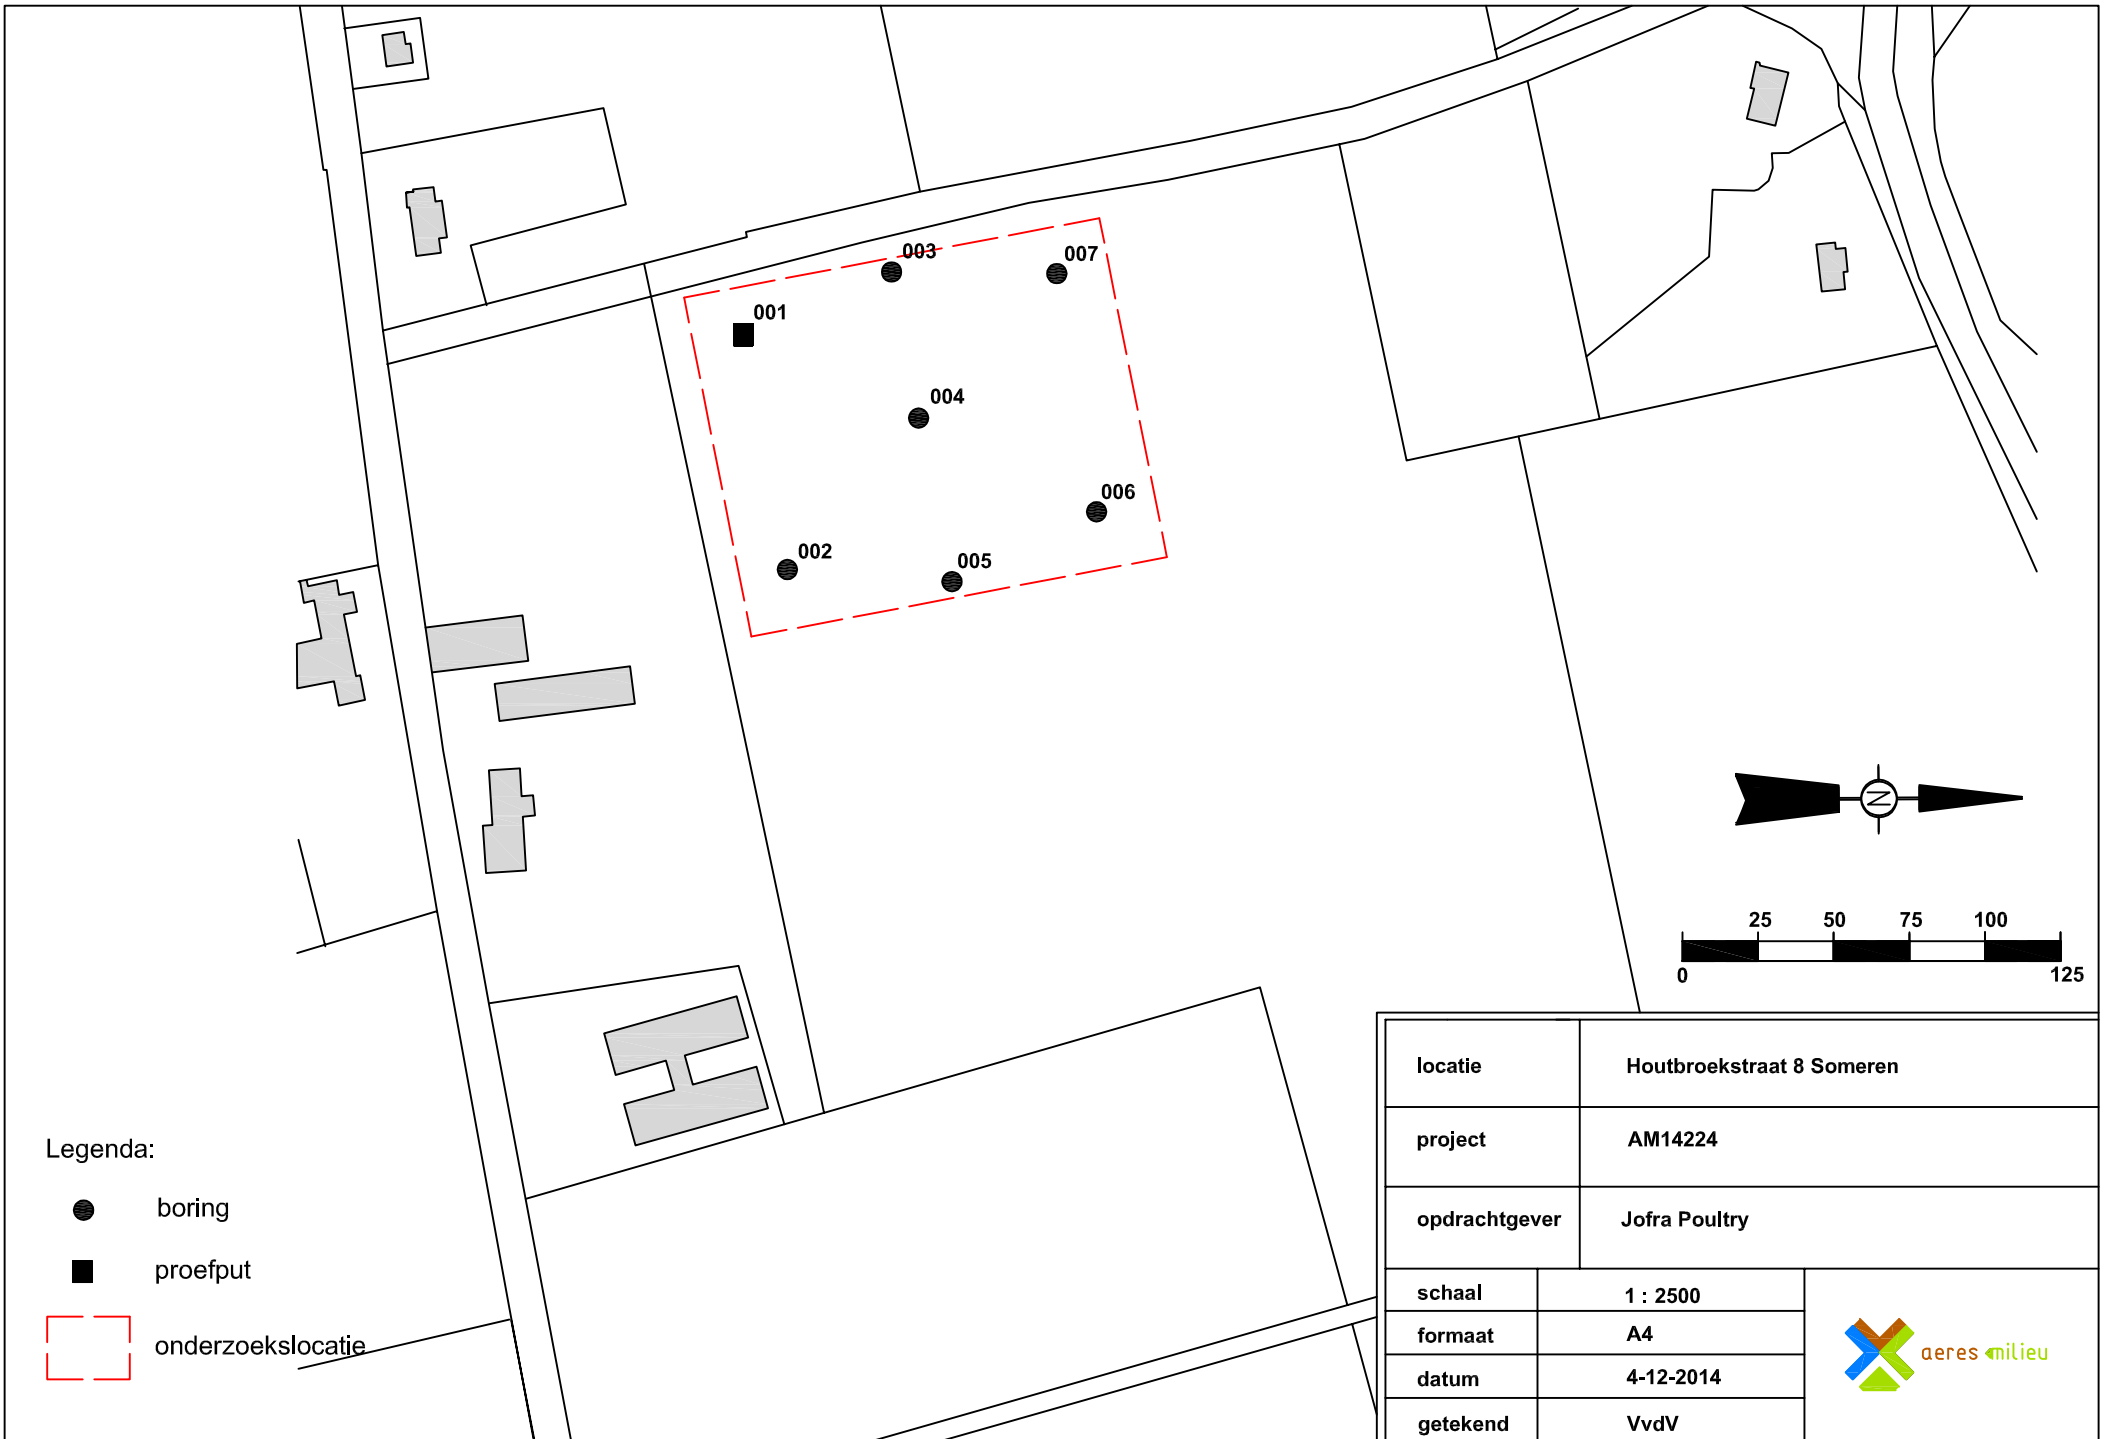 003
007
001
004
006
002
005
N
25 50 75 100
0 125
locatie Houtbroekstraat 8 Someren
project AM14224
opdrachtgever Jofra Poultry
schaal 1 : 2500
formaat A4
datum 4-12-2014
getekend VvdV
aeres milieu
Legenda:
boring
proefput
onderzoekslocatie